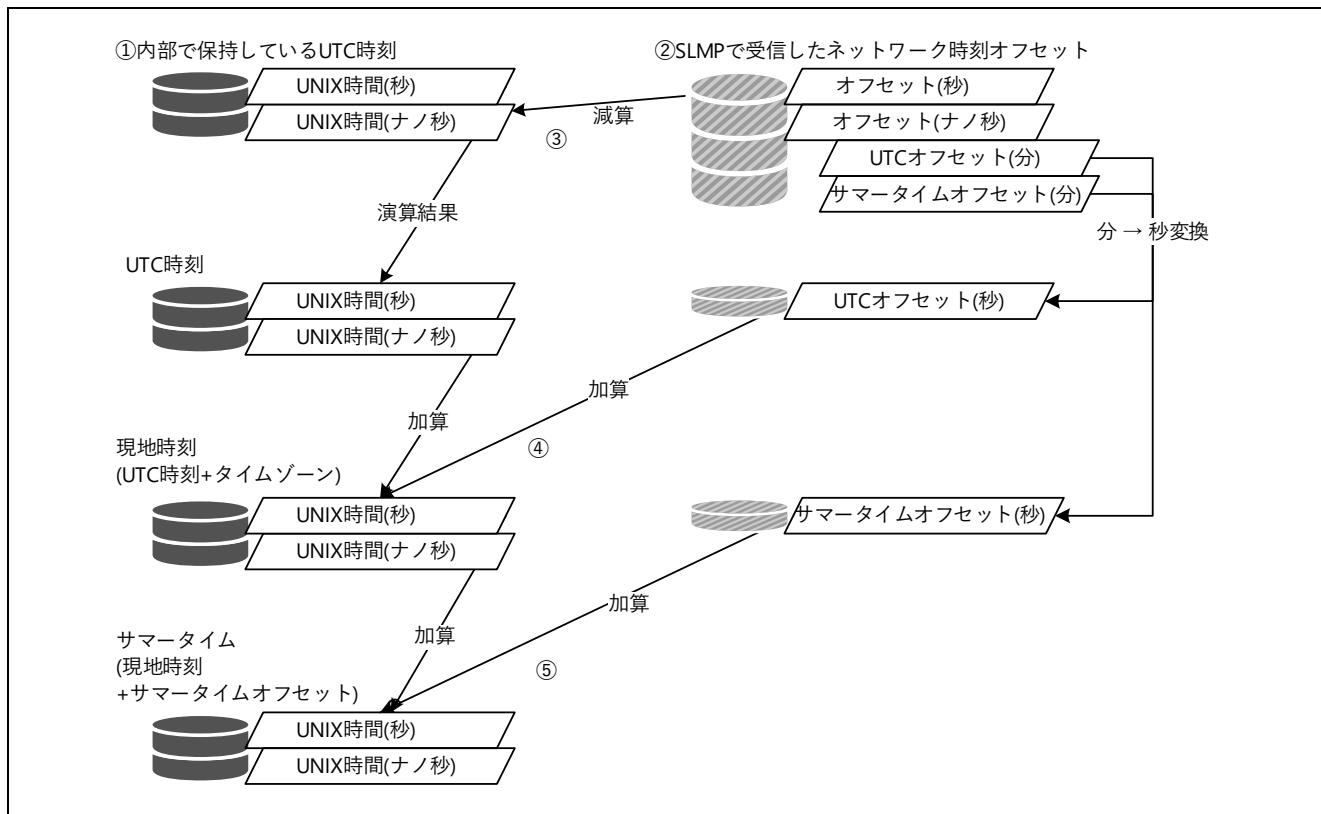 ①内部で保持しているUTC時刻
②SLMPで受信したネットワーク時刻オフセット
UNIX時間(秒)
UNIX時間(ナノ秒)
オフセット(秒)
オフセット(ナノ秒)
UTCオフセット(分)
サマータイムオフセット(分)
減算
③
演算結果
分 → 秒変換
UTC時刻
UNIX時間(秒)
UNIX時間(ナノ秒)
UTCオフセット(秒)
加算
加算
④
現地時刻
(UTC時刻+タイムゾーン)
UNIX時間(秒)
UNIX時間(ナノ秒)
サマータイムオフセット(秒)
加算
加算
⑤
サマータイム
(現地時刻
+サマータイムオフセット)
UNIX時間(秒)
UNIX時間(ナノ秒)